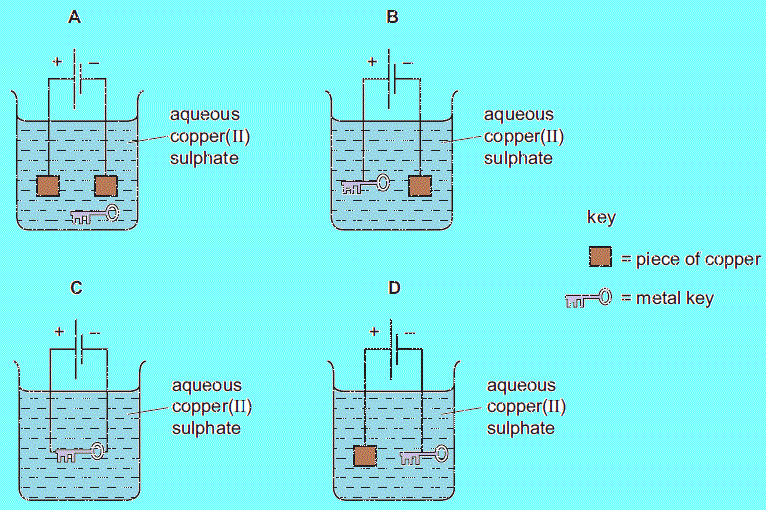 A
+ −
aqueous
copper(II)
sulphate
B
+ −
aqueous
copper(II)
sulphate
key
= piece of copper
= metal key
C
+ −
aqueous
copper(II)
sulphate
D
+ −
aqueous
copper(II)
sulphate